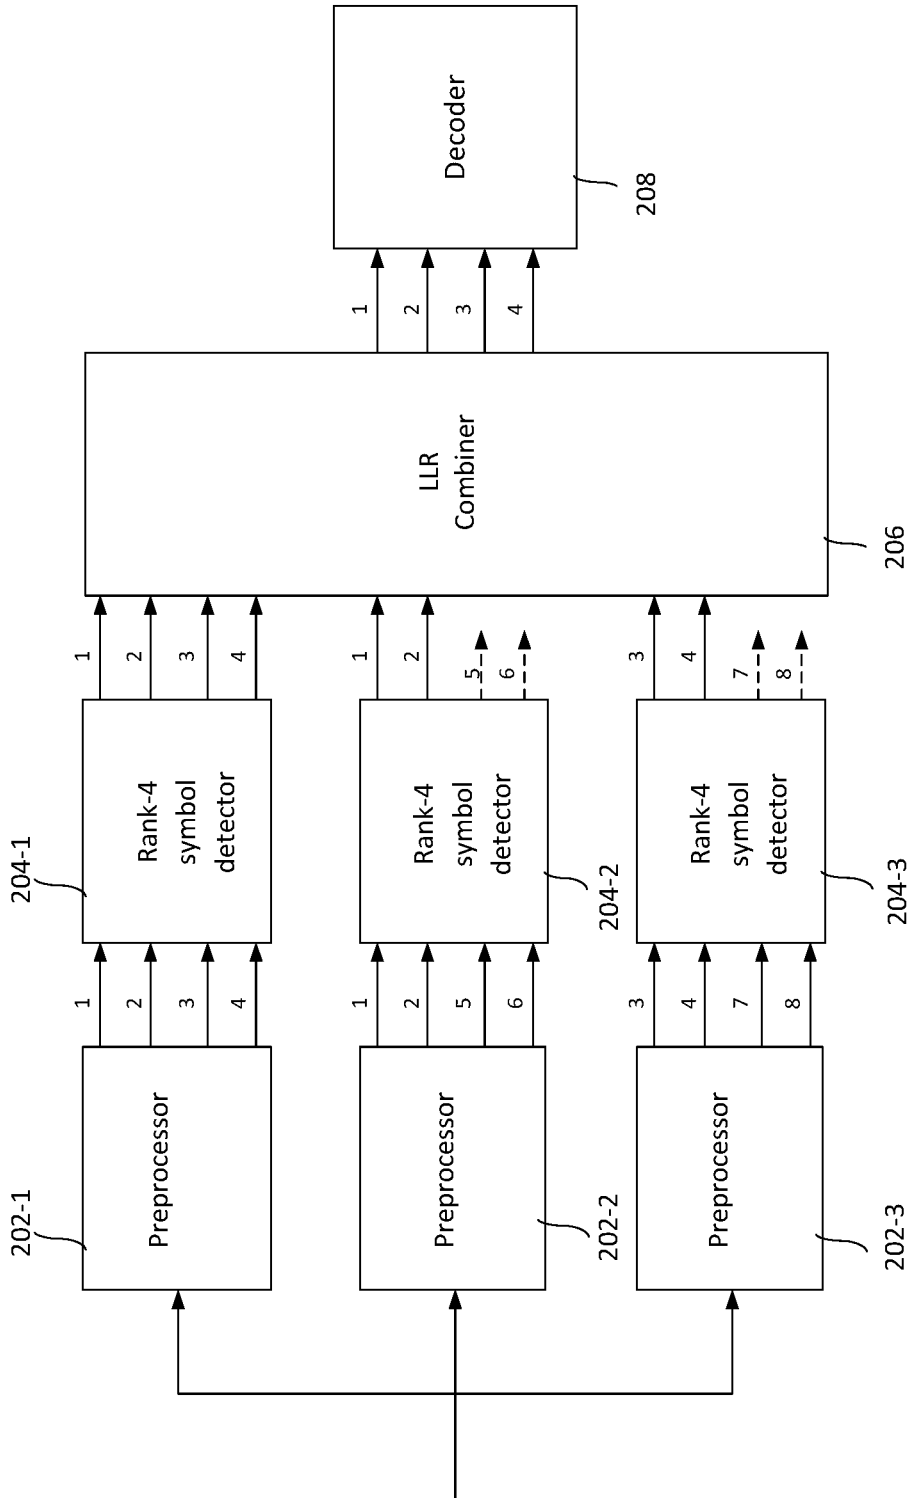 202-1
Preprocessor
1
2
3
4
204-1
Rank-4
symbol
detector
1
2
3
4
202-2
Preprocessor
1
2
5
6
204-2
Rank-4
symbol
detector
1
2
5
6
202-3
Preprocessor
3
4
7
8
204-3
Rank-4
symbol
detector
3
4
7
8
LLR
Combiner
206
1
2
3
4
Decoder
208